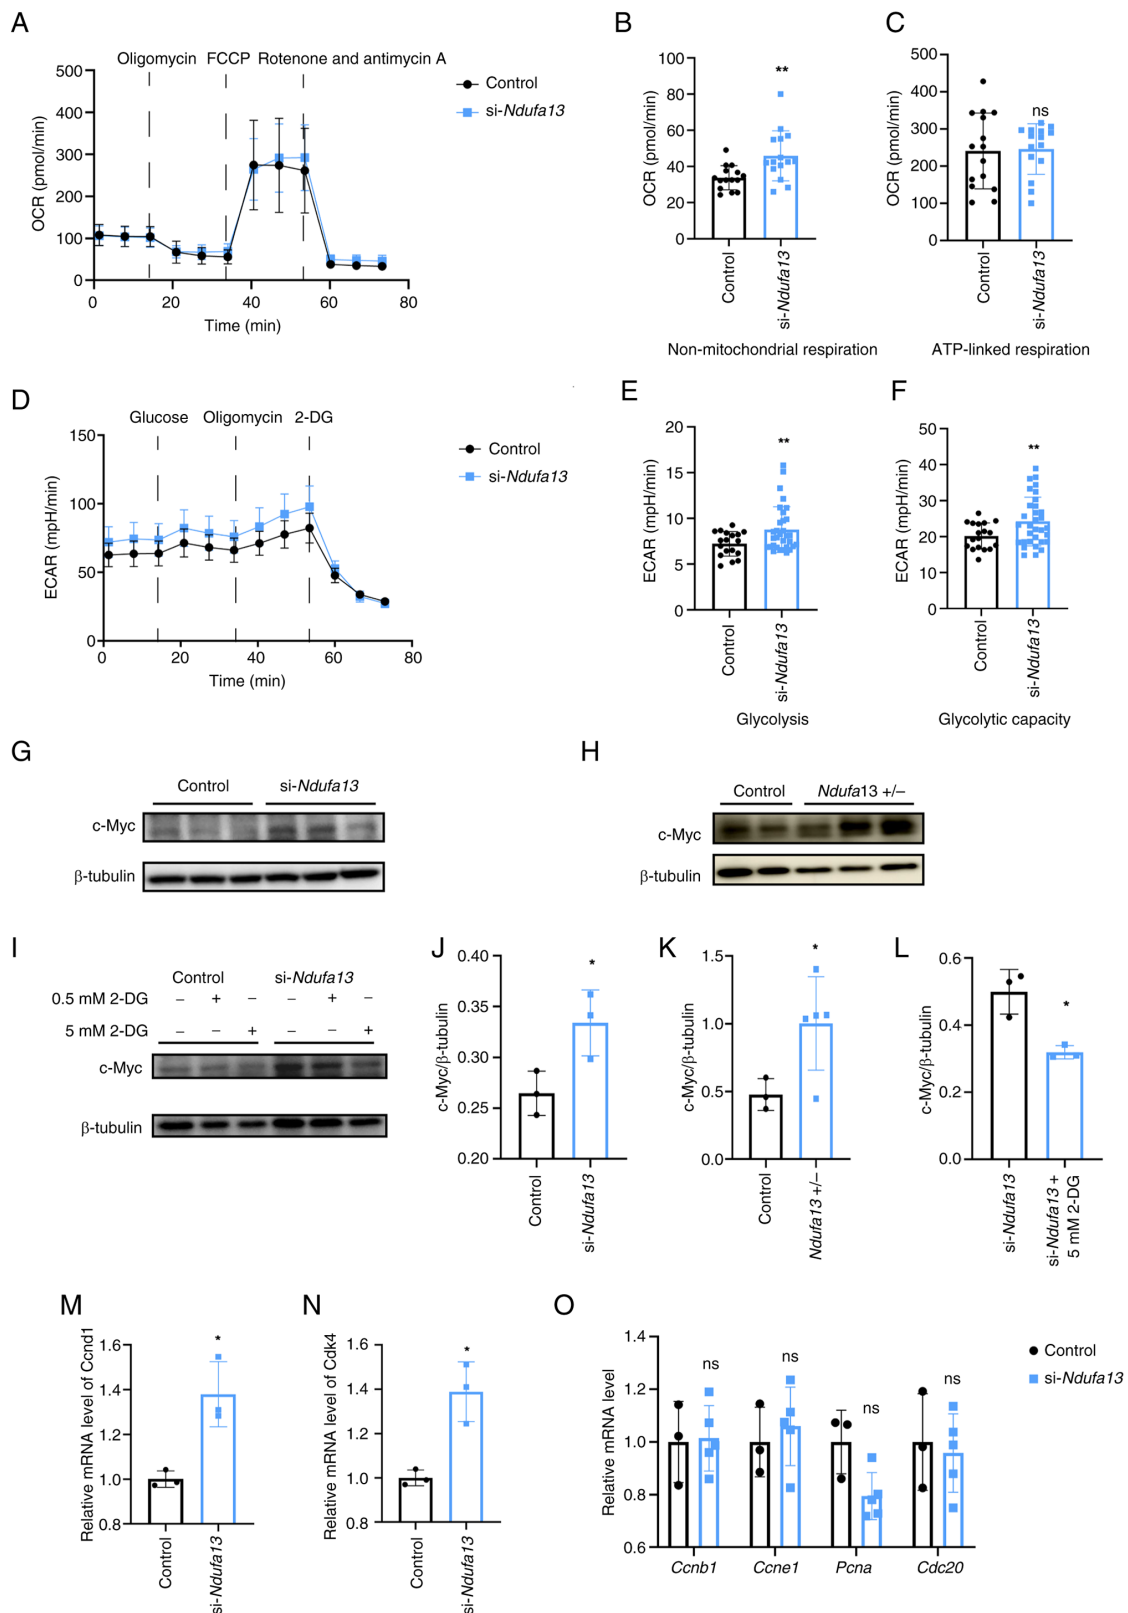 A
Oligomycin FCCP Rotenone and antimycin A
500
400
300
200
100
0
OCR (pmol/min)
0 20 40 60 80
Time (min)
Control
si-Ndufa13
B
100
80
60
40
20
0
OCR (pmol/min)
**
Control
si-Ndufa13
Non-mitochondrial respiration
C
500
400
300
200
100
0
OCR (pmol/min)
ns
Control
si-Ndufa13
ATP-linked respiration
D
Glucose Oligomycin 2-DG
150
100
50
0
ECAR (mpH/min)
0 20 40 60 80
Time (min)
Control
si-Ndufa13
E
20
15
10
5
0
ECAR (mpH/min)
**
Control
si-Ndufa13
Glycolysis
F
50
40
30
20
10
0
ECAR (mpH/min)
**
Control
si-Ndufa13
Glycolytic capacity
G
Control si-Ndufa13
c-Myc
β-tubulin
H
Control Ndufa13 +/−
c-Myc
β-tubulin
I
Control si-Ndufa13
0.5 mM 2-DG − + − − + −
5 mM 2-DG − − + − − +
c-Myc
β-tubulin
J
0.40
0.35
0.30
0.25
0.20
c-Myc/β-tubulin
*
Control
si-Ndufa13
K
1.5
1.0
0.5
0.0
c-Myc/β-tubulin
*
Control
Ndufa13 +/−
L
0.6
0.4
0.2
0.0
c-Myc/β-tubulin
*
si-Ndufa13
si-Ndufa13 +
5 mM 2-DG
M
1.6
1.4
1.2
1.0
0.8
Relative mRNA level of Ccnd1
*
Control
si-Ndufa13
N
1.6
1.4
1.2
1.0
0.8
Relative mRNA level of Cdk4
*
Control
si-Ndufa13
O
1.4
1.2
1.0
0.8
0.6
Relative mRNA level
ns ns ns ns
Ccnb1 Ccne1 Pcna Cdc20
Control
si-Ndufa13